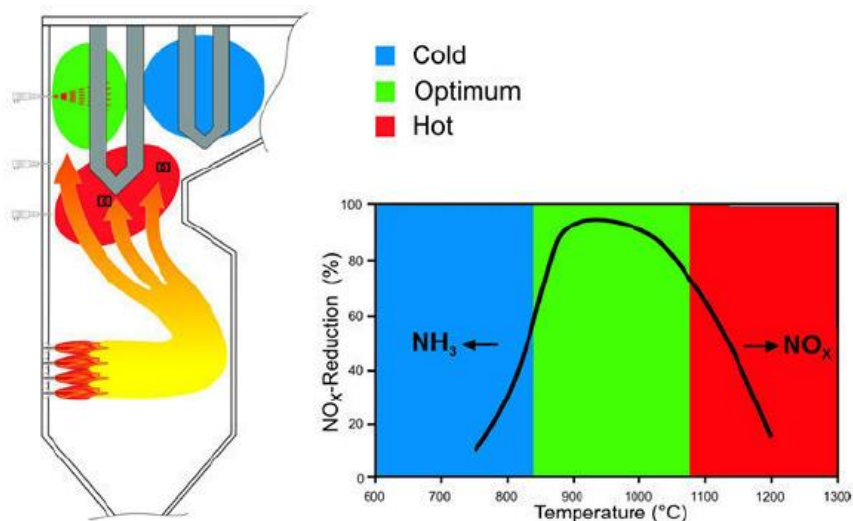 Cold
Optimum
Hot
NOx-Reduction (%)
100
80
60
40
20
0
NH₃
NOₓ
600 700 800 900 1000 1100 1200 1300
Temperature (°C)